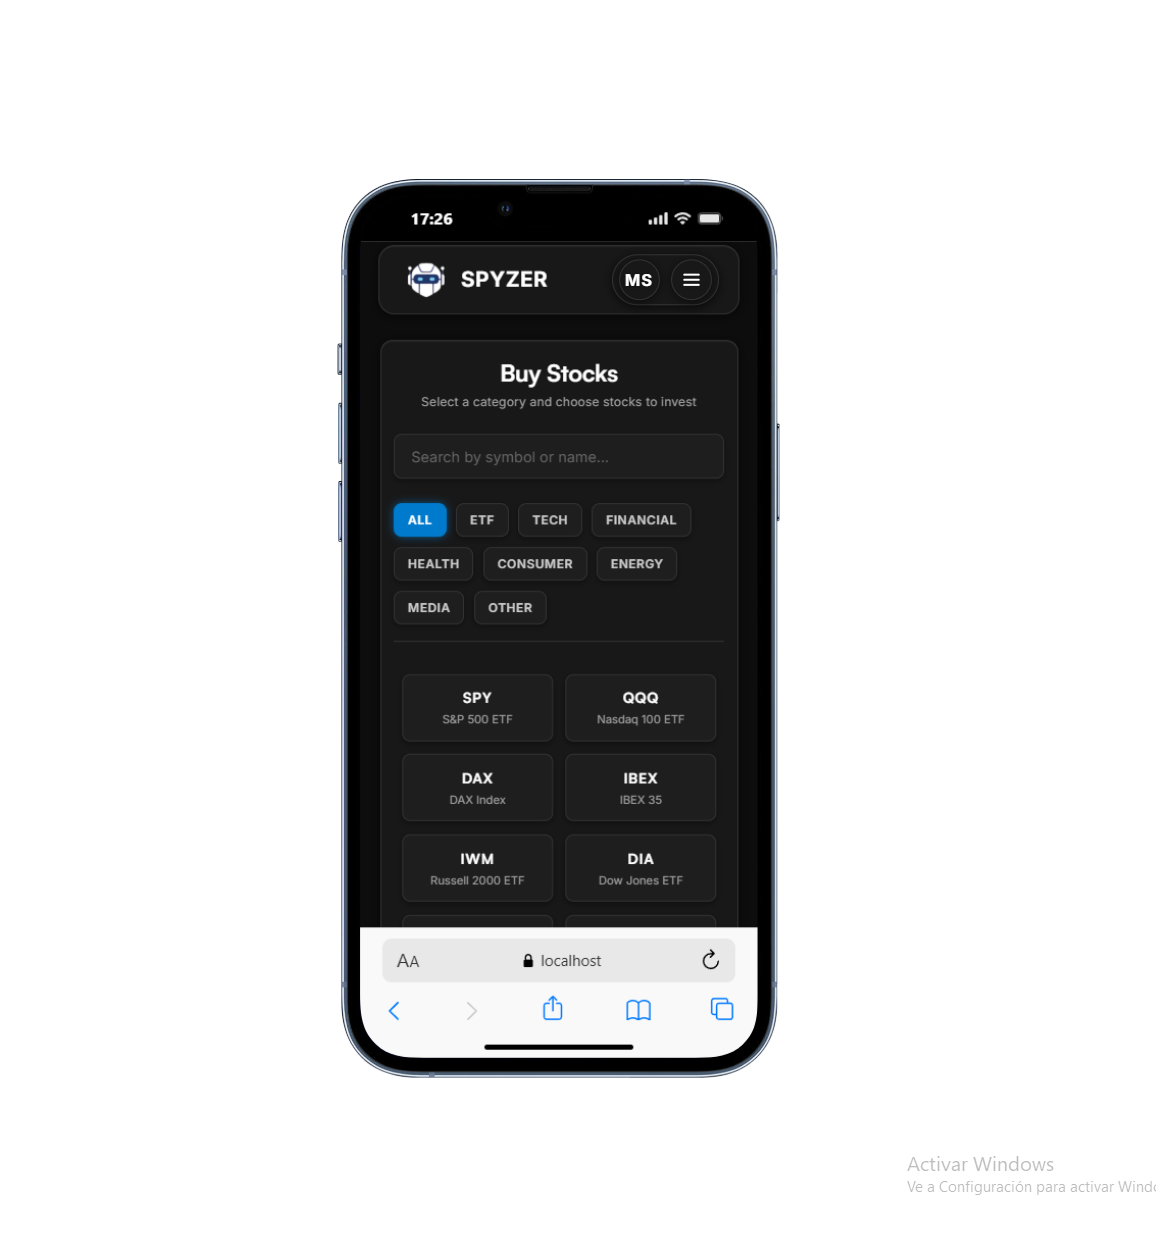 17:26
SPYZER MS
Buy Stocks
Select a category and choose stocks to invest
Search by symbol or name...
ALL ETF TECH FINANCIAL
HEALTH CONSUMER ENERGY
MEDIA OTHER
SPY QQQ
S&P 500 ETF Nasdaq 100 ETF
DAX IBEX
DAX Index IBEX 35
IWM DIA
Russell 2000 ETF Dow Jones ETF
AA localhost
Activar Windows
Ve a Configuración para activar Windo